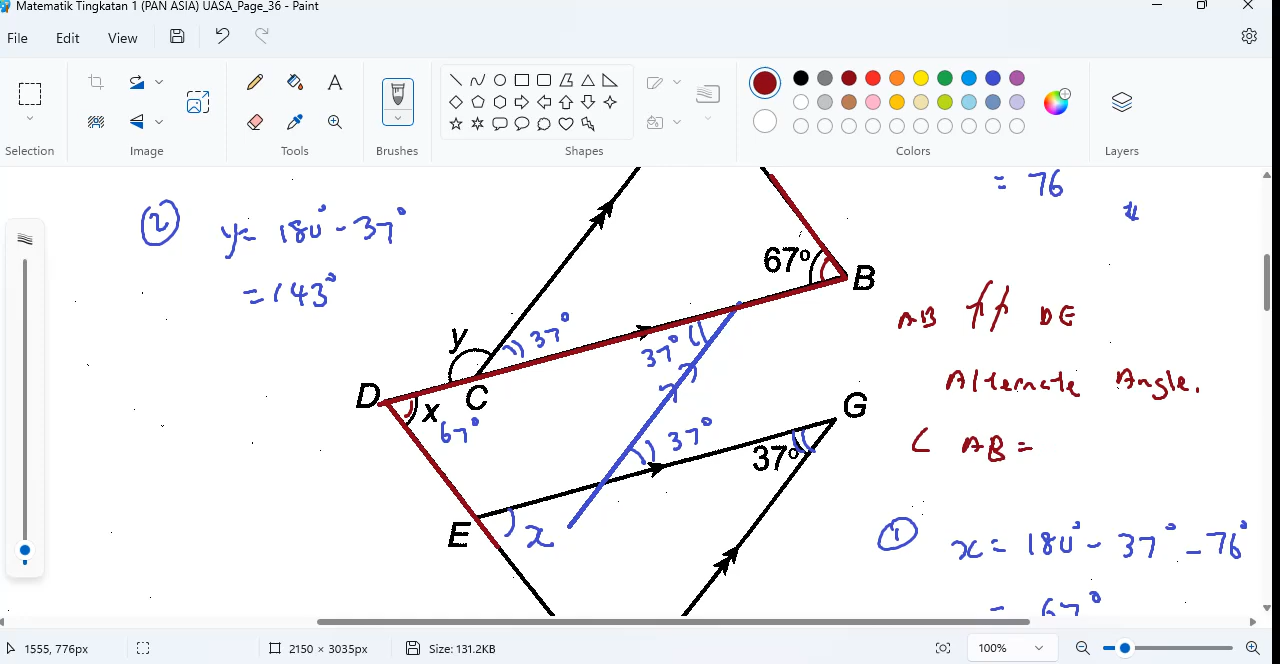 Matematik Tingkatan 1 (PAN ASIA) UASA_Page_36 - Paint
File Edit View
Selection Image Tools Brushes Shapes Colors Layers
= 76
② y= 180° - 37°
= 143°
67°
B
AB // DE
y
37°
37°
D
x
C
67°
Alternate Angle.
G
37°
37°
∠ AB =
E
x
① x = 180° - 37° - 76°
= 67°
1555, 776px
2150 × 3035px
Size: 131.2KB
100%